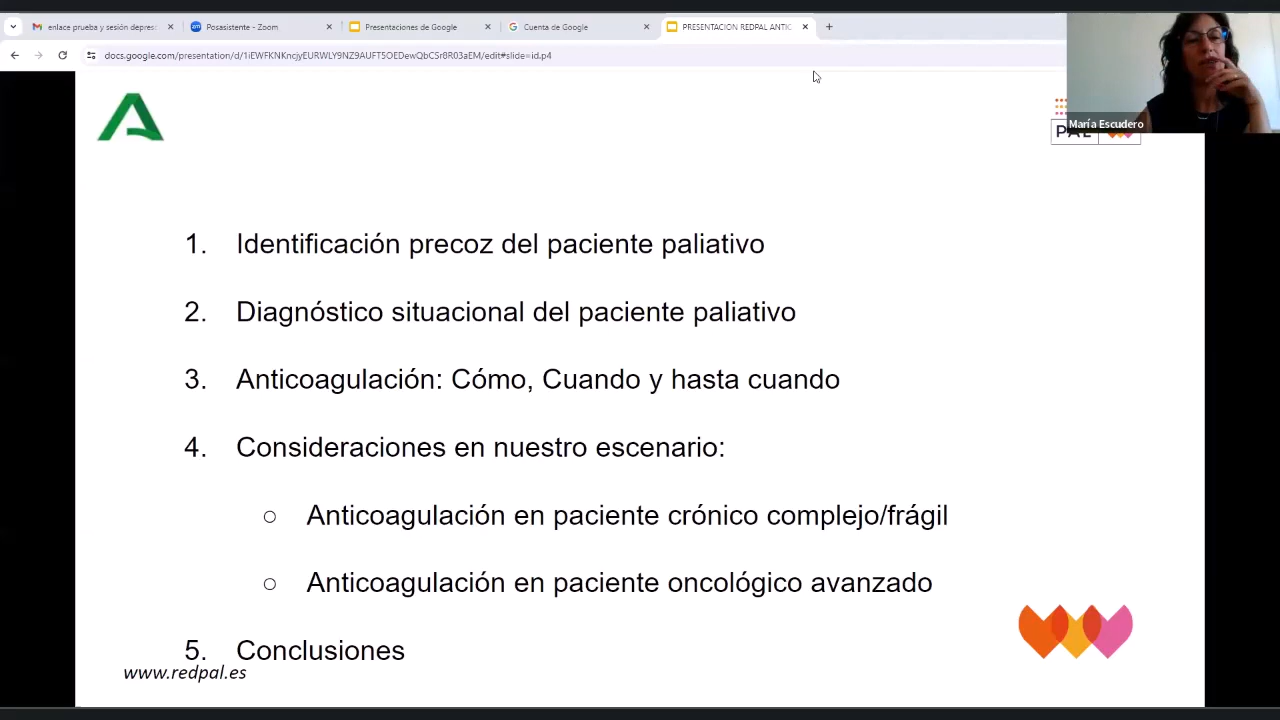 enlace prueba y sesión depres
Posasistente - Zoom
Presentaciones de Google
Cuenta de Google
PRESENTACION REDPAL ANTIC
docs.google.com/presentation/d/1iEWFKNKncjyEURWLY9NZ9AUFT5OEDewQbCSr8R03aEM/edit#slide=id.p4
María Escudero
PAL
1. Identificación precoz del paciente paliativo
2. Diagnóstico situacional del paciente paliativo
3. Anticoagulación: Cómo, Cuando y hasta cuando
4. Consideraciones en nuestro escenario:
○ Anticoagulación en paciente crónico complejo/frágil
○ Anticoagulación en paciente oncológico avanzado
5. Conclusiones
www.redpal.es